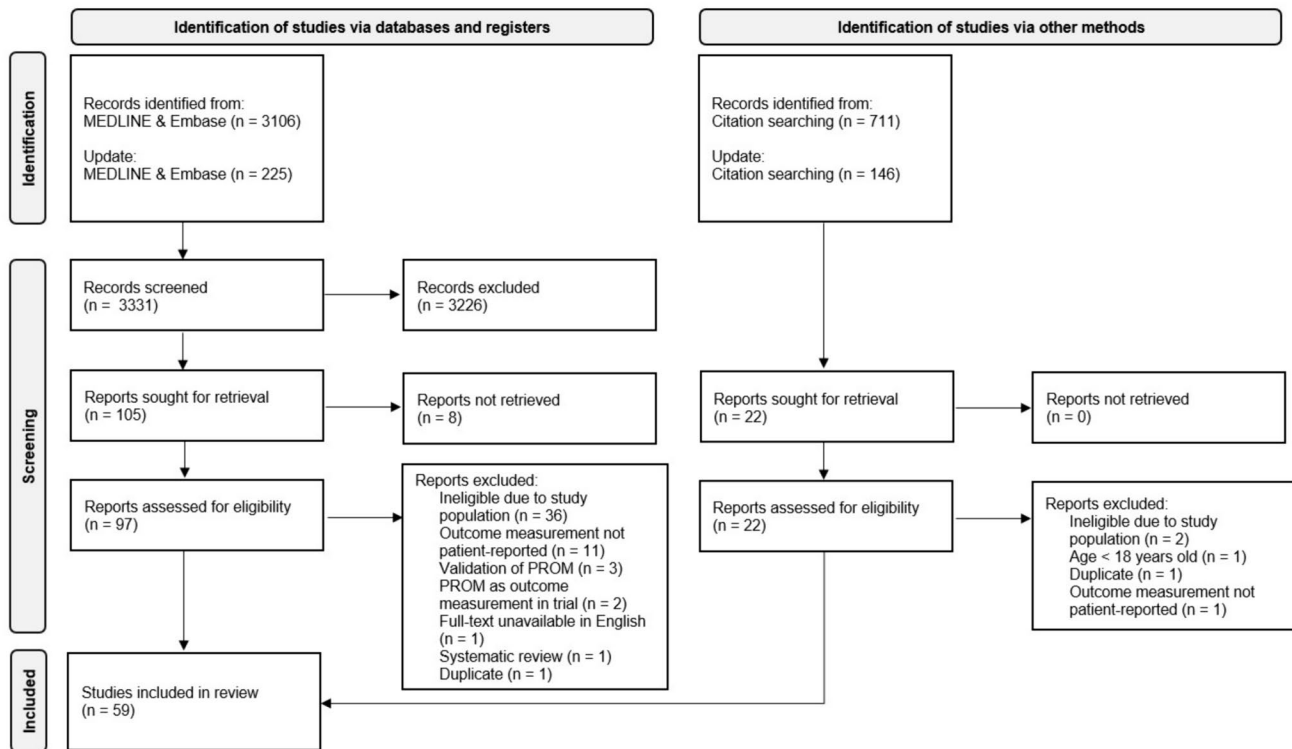 Identification of studies via databases and registers
Identification of studies via other methods
Identification
Records identified from:
MEDLINE & Embase (n = 3106)
Update:
MEDLINE & Embase (n = 225)
Records identified from:
Citation searching (n = 711)
Update:
Citation searching (n = 146)
Screening
Records screened
(n = 3331)
Records excluded
(n = 3226)
Reports sought for retrieval
(n = 105)
Reports not retrieved
(n = 8)
Reports sought for retrieval
(n = 22)
Reports not retrieved
(n = 0)
Reports assessed for eligibility
(n = 97)
Reports excluded:
Ineligible due to study
population (n = 36)
Outcome measurement not
patient-reported (n = 11)
Validation of PROM (n = 3)
PROM as outcome
measurement in trial (n = 2)
Full-text unavailable in English
(n = 1)
Systematic review (n = 1)
Duplicate (n = 1)
Reports assessed for eligibility
(n = 22)
Reports excluded:
Ineligible due to study
population (n = 2)
Age < 18 years old (n = 1)
Duplicate (n = 1)
Outcome measurement not
patient-reported (n = 1)
Included
Studies included in review
(n = 59)